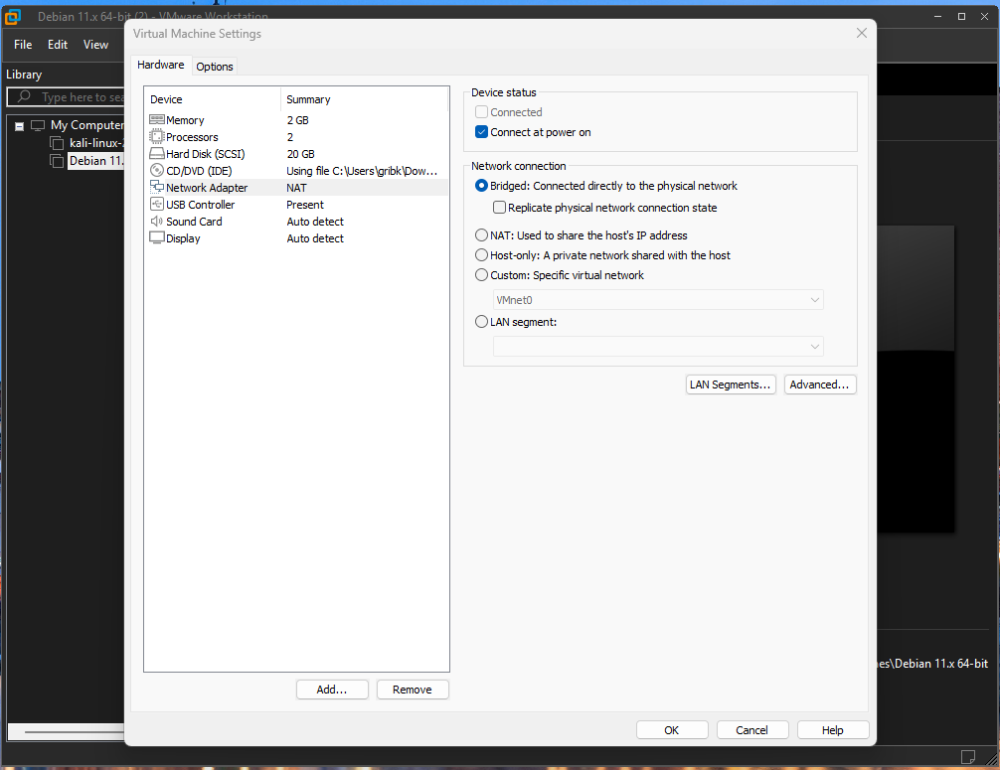 Debian 11.x 64-bit (2) - VMware Workstation
Virtual Machine Settings
File Edit View
Hardware Options
Library
Type here to sea
My Computer
kali-linux-
Debian 11.
Device Summary
Memory 2 GB
Processors 2
Hard Disk (SCSI) 20 GB
CD/DVD (IDE) Using file C:\Users\gribk\Dow...
Network Adapter NAT
USB Controller Present
Sound Card Auto detect
Display Auto detect
Add... Remove
Device status
Connected
Connect at power on
Network connection
Bridged: Connected directly to the physical network
Replicate physical network connection state
NAT: Used to share the host's IP address
Host-only: A private network shared with the host
Custom: Specific virtual network
VMnet0
LAN segment:
LAN Segments... Advanced...
es\Debian 11.x 64-bit
OK Cancel Help